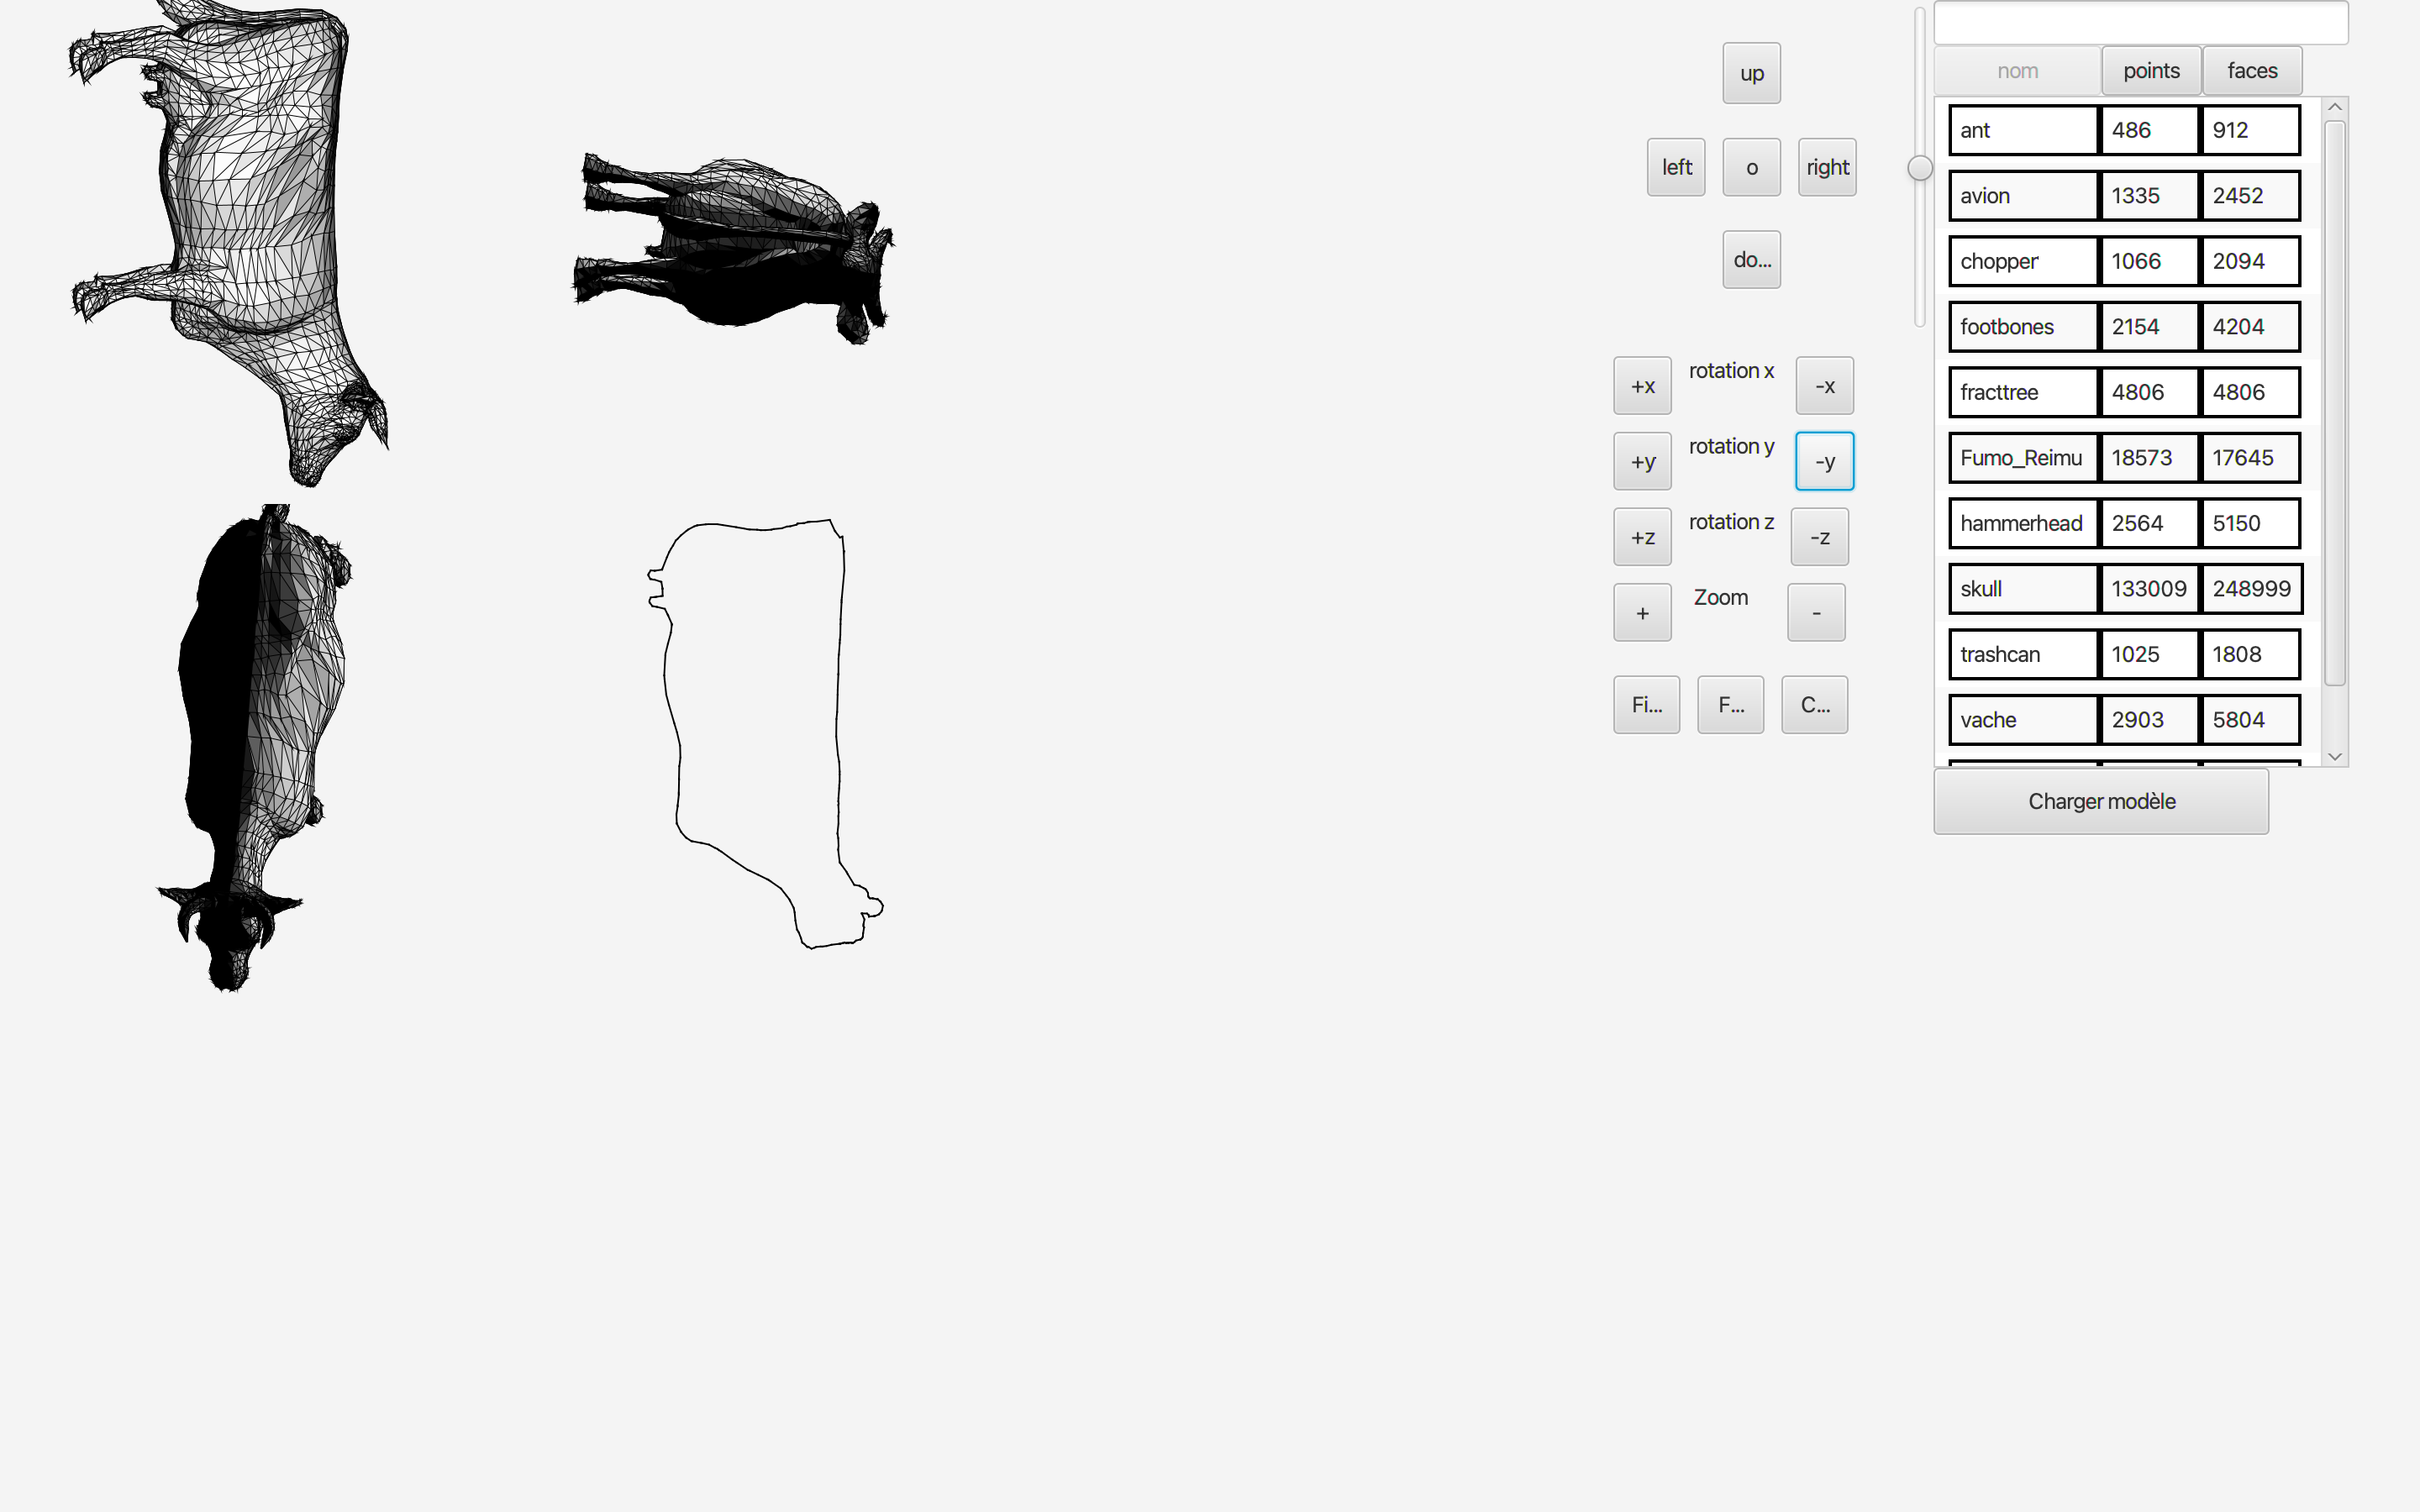 up
left o right
do...
+x rotation x -x
+y rotation y -y
+z rotation z -z
+ Zoom -
Fi... F... C...
nom points faces
ant 486 912
avion 1335 2452
chopper 1066 2094
footbones 2154 4204
fracttree 4806 4806
Fumo_Reimu 18573 17645
hammerhead 2564 5150
skull 133009 248999
trashcan 1025 1808
vache 2903 5804
Charger modèle